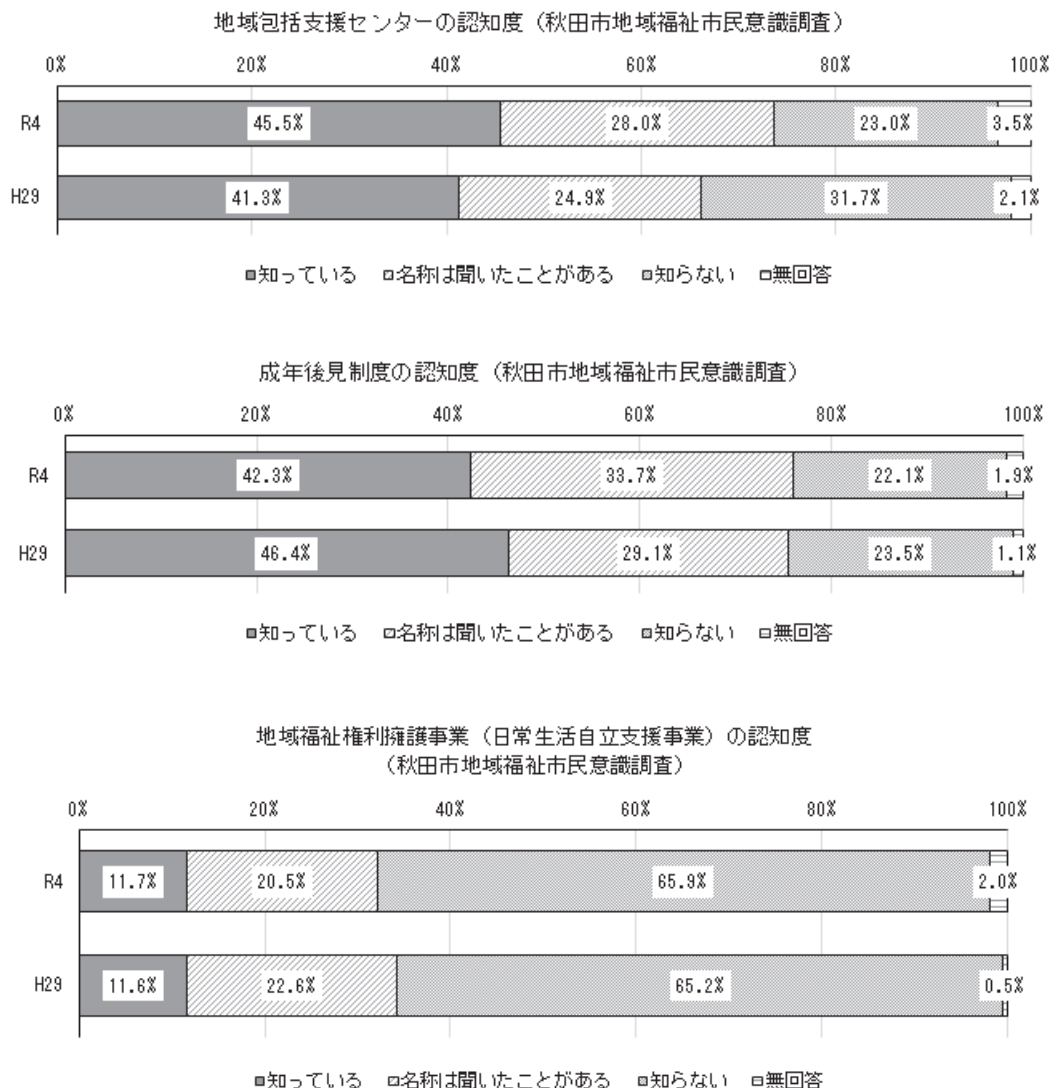 地域包括支援センターの認知度（秋田市地域福祉市民意識調査）
0% 20% 40% 60% 80% 100%
R4 45.5% 28.0% 23.0% 3.5%
H29 41.3% 24.9% 31.7% 2.1%
知っている 名称は聞いたことがある 知らない 無回答
成年後見制度の認知度（秋田市地域福祉市民意識調査）
0% 20% 40% 60% 80% 100%
R4 42.3% 33.7% 22.1% 1.9%
H29 46.4% 29.1% 23.5% 1.1%
知っている 名称は聞いたことがある 知らない 無回答
地域福祉権利擁護事業（日常生活自立支援事業）の認知度
（秋田市地域福祉市民意識調査）
0% 20% 40% 60% 80% 100%
R4 11.7% 20.5% 65.9% 2.0%
H29 11.6% 22.6% 65.2% 0.5%
知っている 名称は聞いたことがある 知らない 無回答